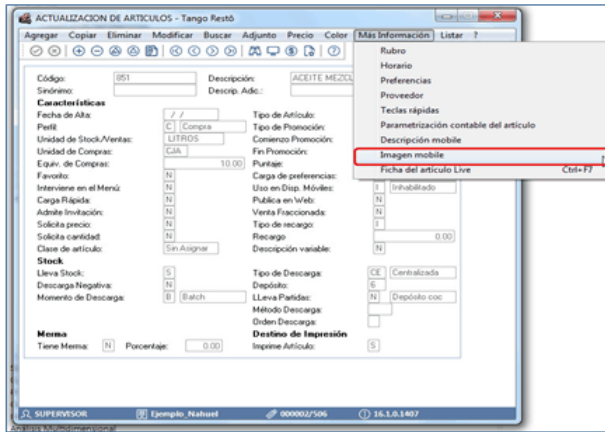 ACTUALIZACION DE ARTICULOS - Tango Restó
Agregar Copiar Eliminar Modificar Buscar Adjunto Precio Color Más Información Listar ?
Rubro
Horario
Preferencias
Proveedor
Teclas rápidas
Parametrización contable del artículo
Descripción mobile
Imagen mobile
Ficha del artículo Live Ctrl+F7
Código: 851 Descripción: ACEITE MEZCL
Sinónimo: Descrip. Adic.:
Características
Fecha de Alta: / / Tipo de Artículo:
Perfil: C Compra Tipo de Promoción:
Unidad de Stock/Ventas: LITROS Comienzo Promoción:
Unidad de Compras: CJA Fin Promoción:
Equiv. de Compras: 10.00 Puntaje:
Favorito: N Carga de preferencias:
Interviene en el Menú: N Uso en Disp. Móviles: I Inhabilitado
Carga Rápida: N Publica en Web: N
Admite Invitación: N Venta Fraccionada: N
Solicita precio: N Tipo de recargo:
Solicita cantidad: N Recargo 0.00
Clase de artículo: Sin Asignar Descripción variable: N
Stock
Lleva Stock: S Tipo de Descarga: CE Centralizada
Descarga Negativa: N Depósito: 6
Momento de Descarga: B Batch LLeva Partidas: N Depósito coc
Método Descarga:
Orden Descarga:
Merma Destino de Impresión
Tiene Merma: N Porcentaje: 0.00 Imprime Artículo: S
SUPERVISOR Ejemplo_Nahuel 000002/506 16.1.0.1407
Análisis Multidimensional